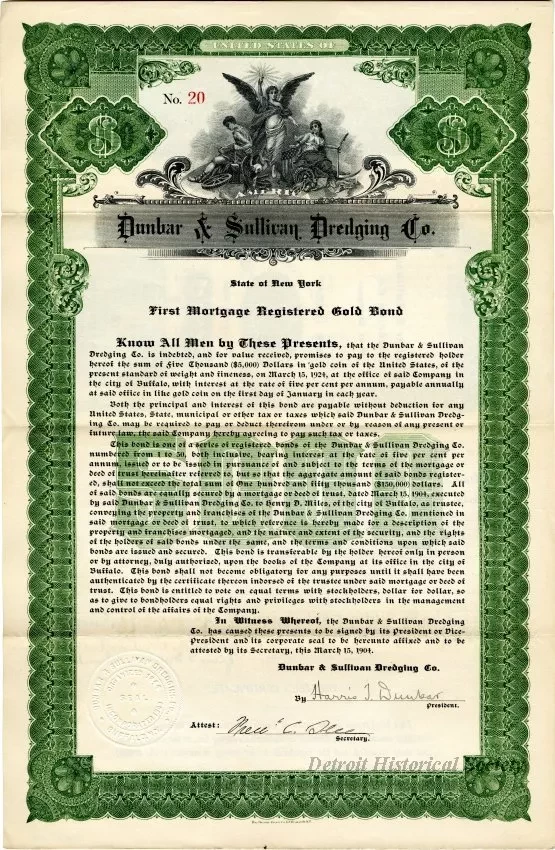 UNITED STATES OF
No. 20
$
$
AMERICA
Dunbar & Sullivan Dredging Co.
State of New York
First Mortgage Registered Gold Bond
Know All Men by These Presents, that the Dunbar & Sullivan
Dredging Co. is indebted, and for value received, promises to pay to the registered holder
hereof the sum of Five Thousand ($5,000) Dollars in gold coin of the United States, of the
present standard of weight and fineness, on March 15, 1924, at the office of said Company in
the city of Buffalo, with interest at the rate of five per cent per annum, payable annually
at said office in like gold coin on the first day of January in each year.
Both the principal and interest of this bond are payable without deduction for any
United States, State, municipal or other tax or taxes which said Dunbar & Sullivan Dredg-
ing Co. may be required to pay or deduct therefrom under or by reason of any present or
future law, the said Company hereby agreeing to pay such tax or taxes.
This bond is one of a series of registered bonds of the Dunbar & Sullivan Dredging Co.
numbered from 1 to 50, both inclusive, bearing interest at the rate of five per cent per
annum, issued or to be issued in pursuance of and subject to the terms of the mortgage or
deed of trust hereinafter referred to, but so that the aggregate amount of said bonds register-
ed, shall not exceed the total sum of One hundred and fifty thousand ($150,000) dollars. All
of said bonds are equally secured by a mortgage or deed of trust, dated March 15, 1904, executed
by said Dunbar & Sullivan Dredging Co. to Henry D. Miles, of the city of Buffalo, as trustee,
conveying the property and franchises of the Dunbar & Sullivan Dredging Co. mentioned in
said mortgage or deed of trust, to which reference is hereby made for a description of the
property and franchises mortgaged, and the nature and extent of the security, and the rights
of the holders of said bonds under the same, and the terms and conditions upon which said
bonds are issued and secured. This bond is transferable by the holder hereof only in person
or by attorney, duly authorized, upon the books of the Company at its office in the city of
Buffalo. This bond shall not become obligatory for any purposes until it shall have been
authenticated by the certificate thereon indorsed of the trustee under said mortgage or deed of
trust. This bond is entitled to vote on equal terms with stockholders, dollar for dollar, so
as to give to bondholders equal rights and privileges with stockholders in the management
and control of the affairs of the Company.
In Witness Whereof, the Dunbar & Sullivan Dredging
Co. has caused these presents to be signed by its President or Vice-
President and its corporate seal to be hereunto affixed and to be
attested by its Secretary, this March 15, 1904.
Dunbar & Sullivan Dredging Co.
By Harris T. Dunbar
President.
Attest:
Secretary.
SEAL
Detroit Historical Society